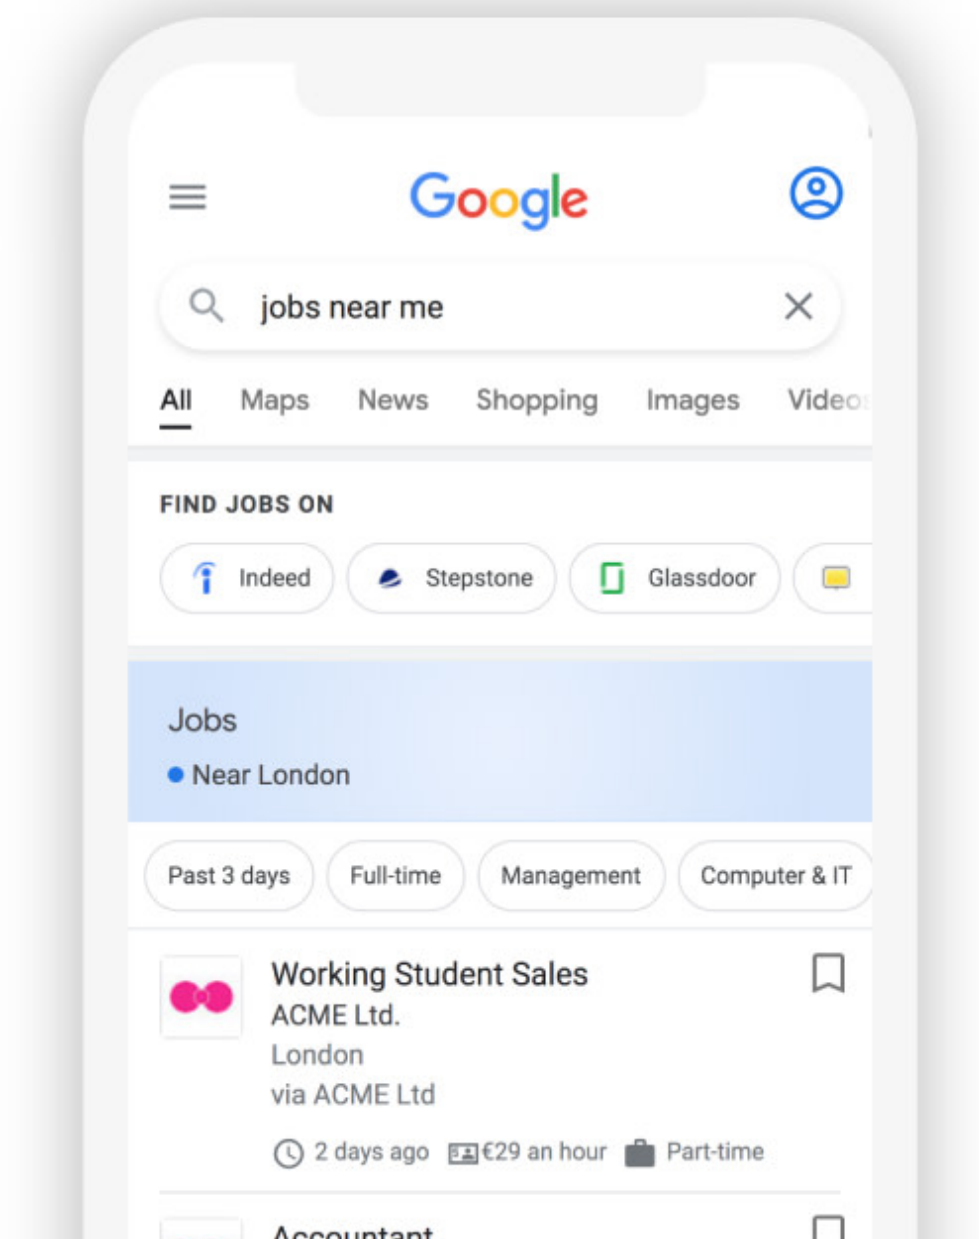 Google
jobs near me
All Maps News Shopping Images Videos
FIND JOBS ON
Indeed Stepstone Glassdoor
Jobs
Near London
Past 3 days Full-time Management Computer & IT
Working Student Sales
ACME Ltd.
London
via ACME Ltd
2 days ago €29 an hour Part-time
Accountant